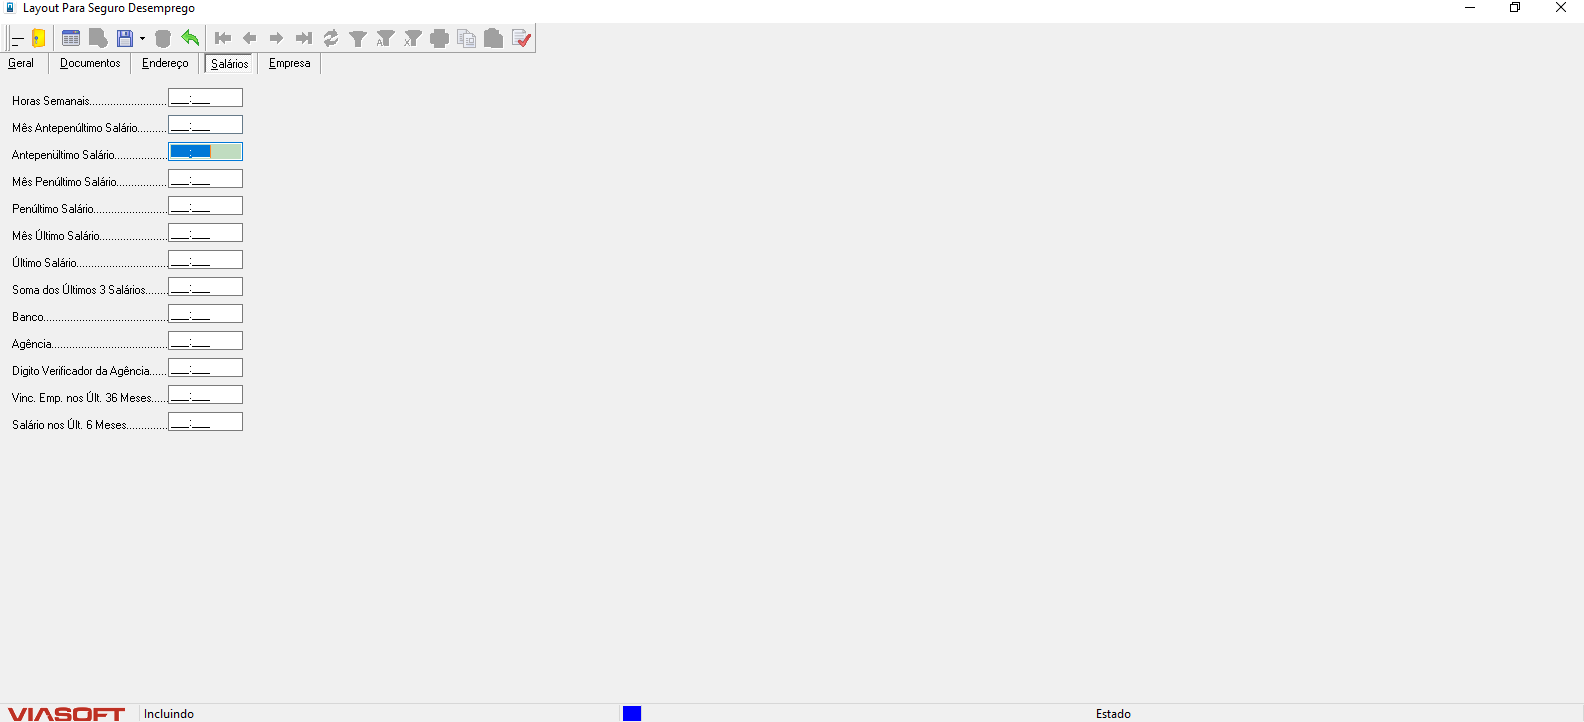 Layout Para Seguro Desemprego
Geral Documentos Endereço Salários Empresa
Horas Semanais.......................... ___:___
Mês Antepenúltimo Salário.......... ___:___
Antepenúltimo Salário.................. ___:___
Mês Penúltimo Salário................. ___:___
Penúltimo Salário......................... ___:___
Mês Último Salário....................... ___:___
Último Salário............................... ___:___
Soma dos Últimos 3 Salários........ ___:___
Banco.......................................... ___:___
Agência....................................... ___:___
Digito Verificador da Agência...... ___:___
Vinc. Emp. nos Últ. 36 Meses...... ___:___
Salário nos Últ. 6 Meses.............. ___:___
VIASOFT Incluindo Estado